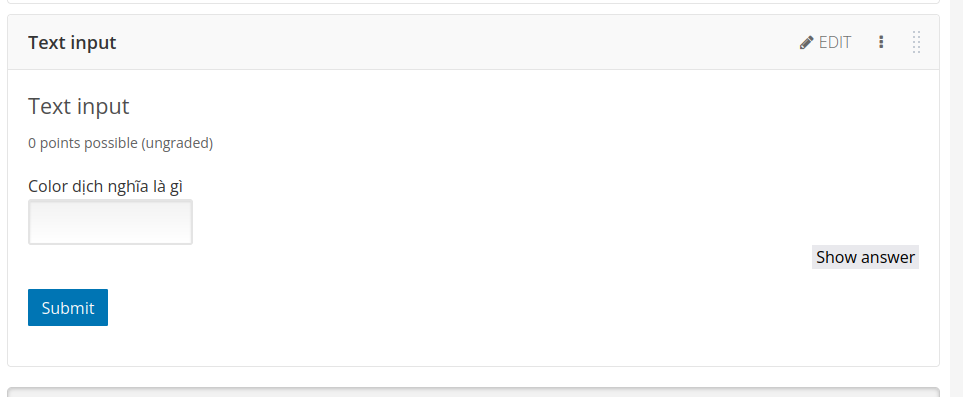 Text input
EDIT
Text input
0 points possible (ungraded)
Color dịch nghĩa là gì
Show answer
Submit